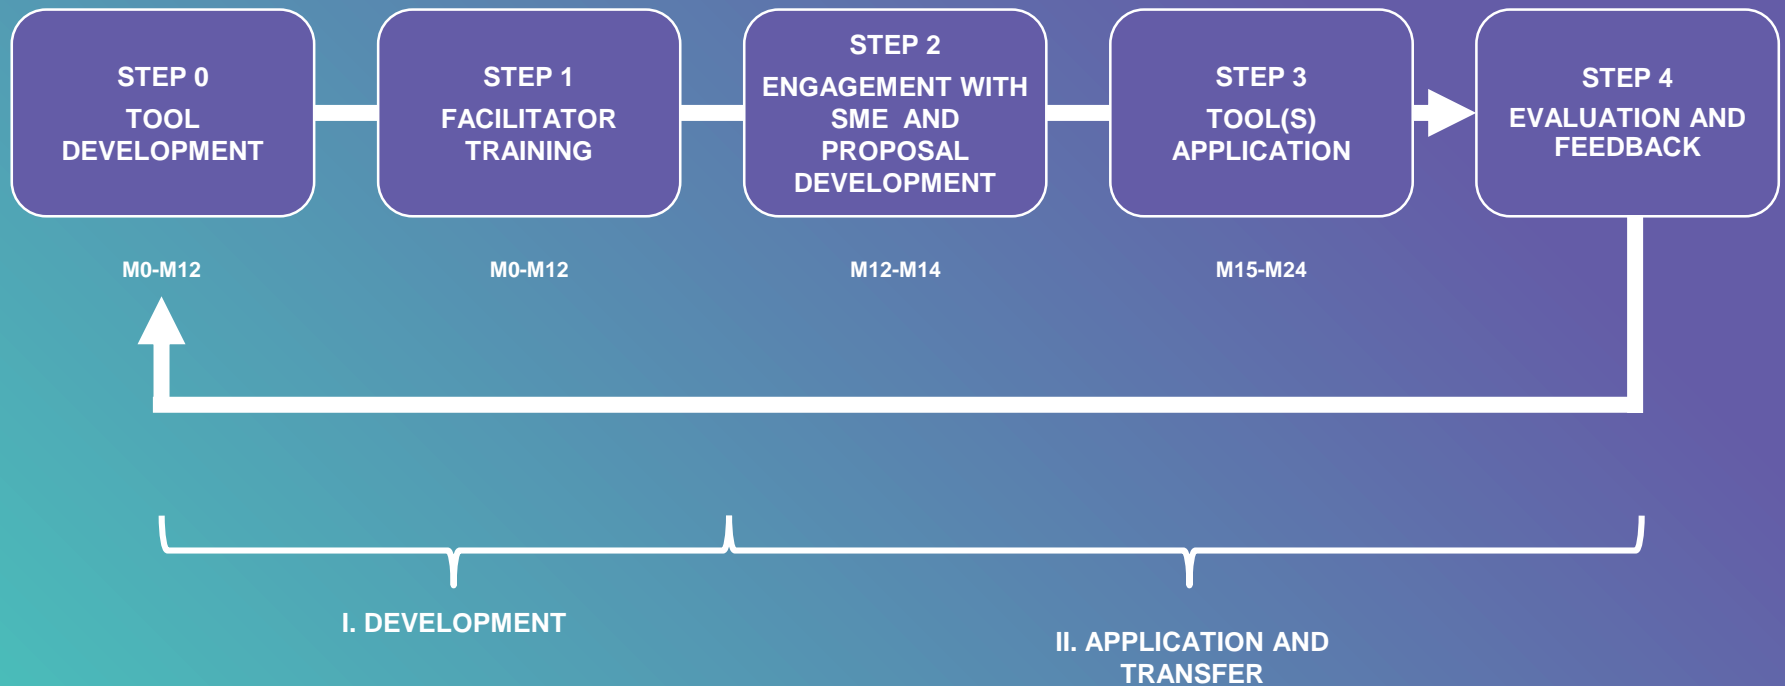 STEP 0
TOOL
DEVELOPMENT
STEP 1
FACILITATOR
TRAINING
STEP 2
ENGAGEMENT WITH
SME AND
PROPOSAL
DEVELOPMENT
STEP 3
TOOL(S)
APPLICATION
STEP 4
EVALUATION AND
FEEDBACK
M0-M12
M0-M12
M12-M14
M15-M24
I. DEVELOPMENT
II. APPLICATION AND
TRANSFER